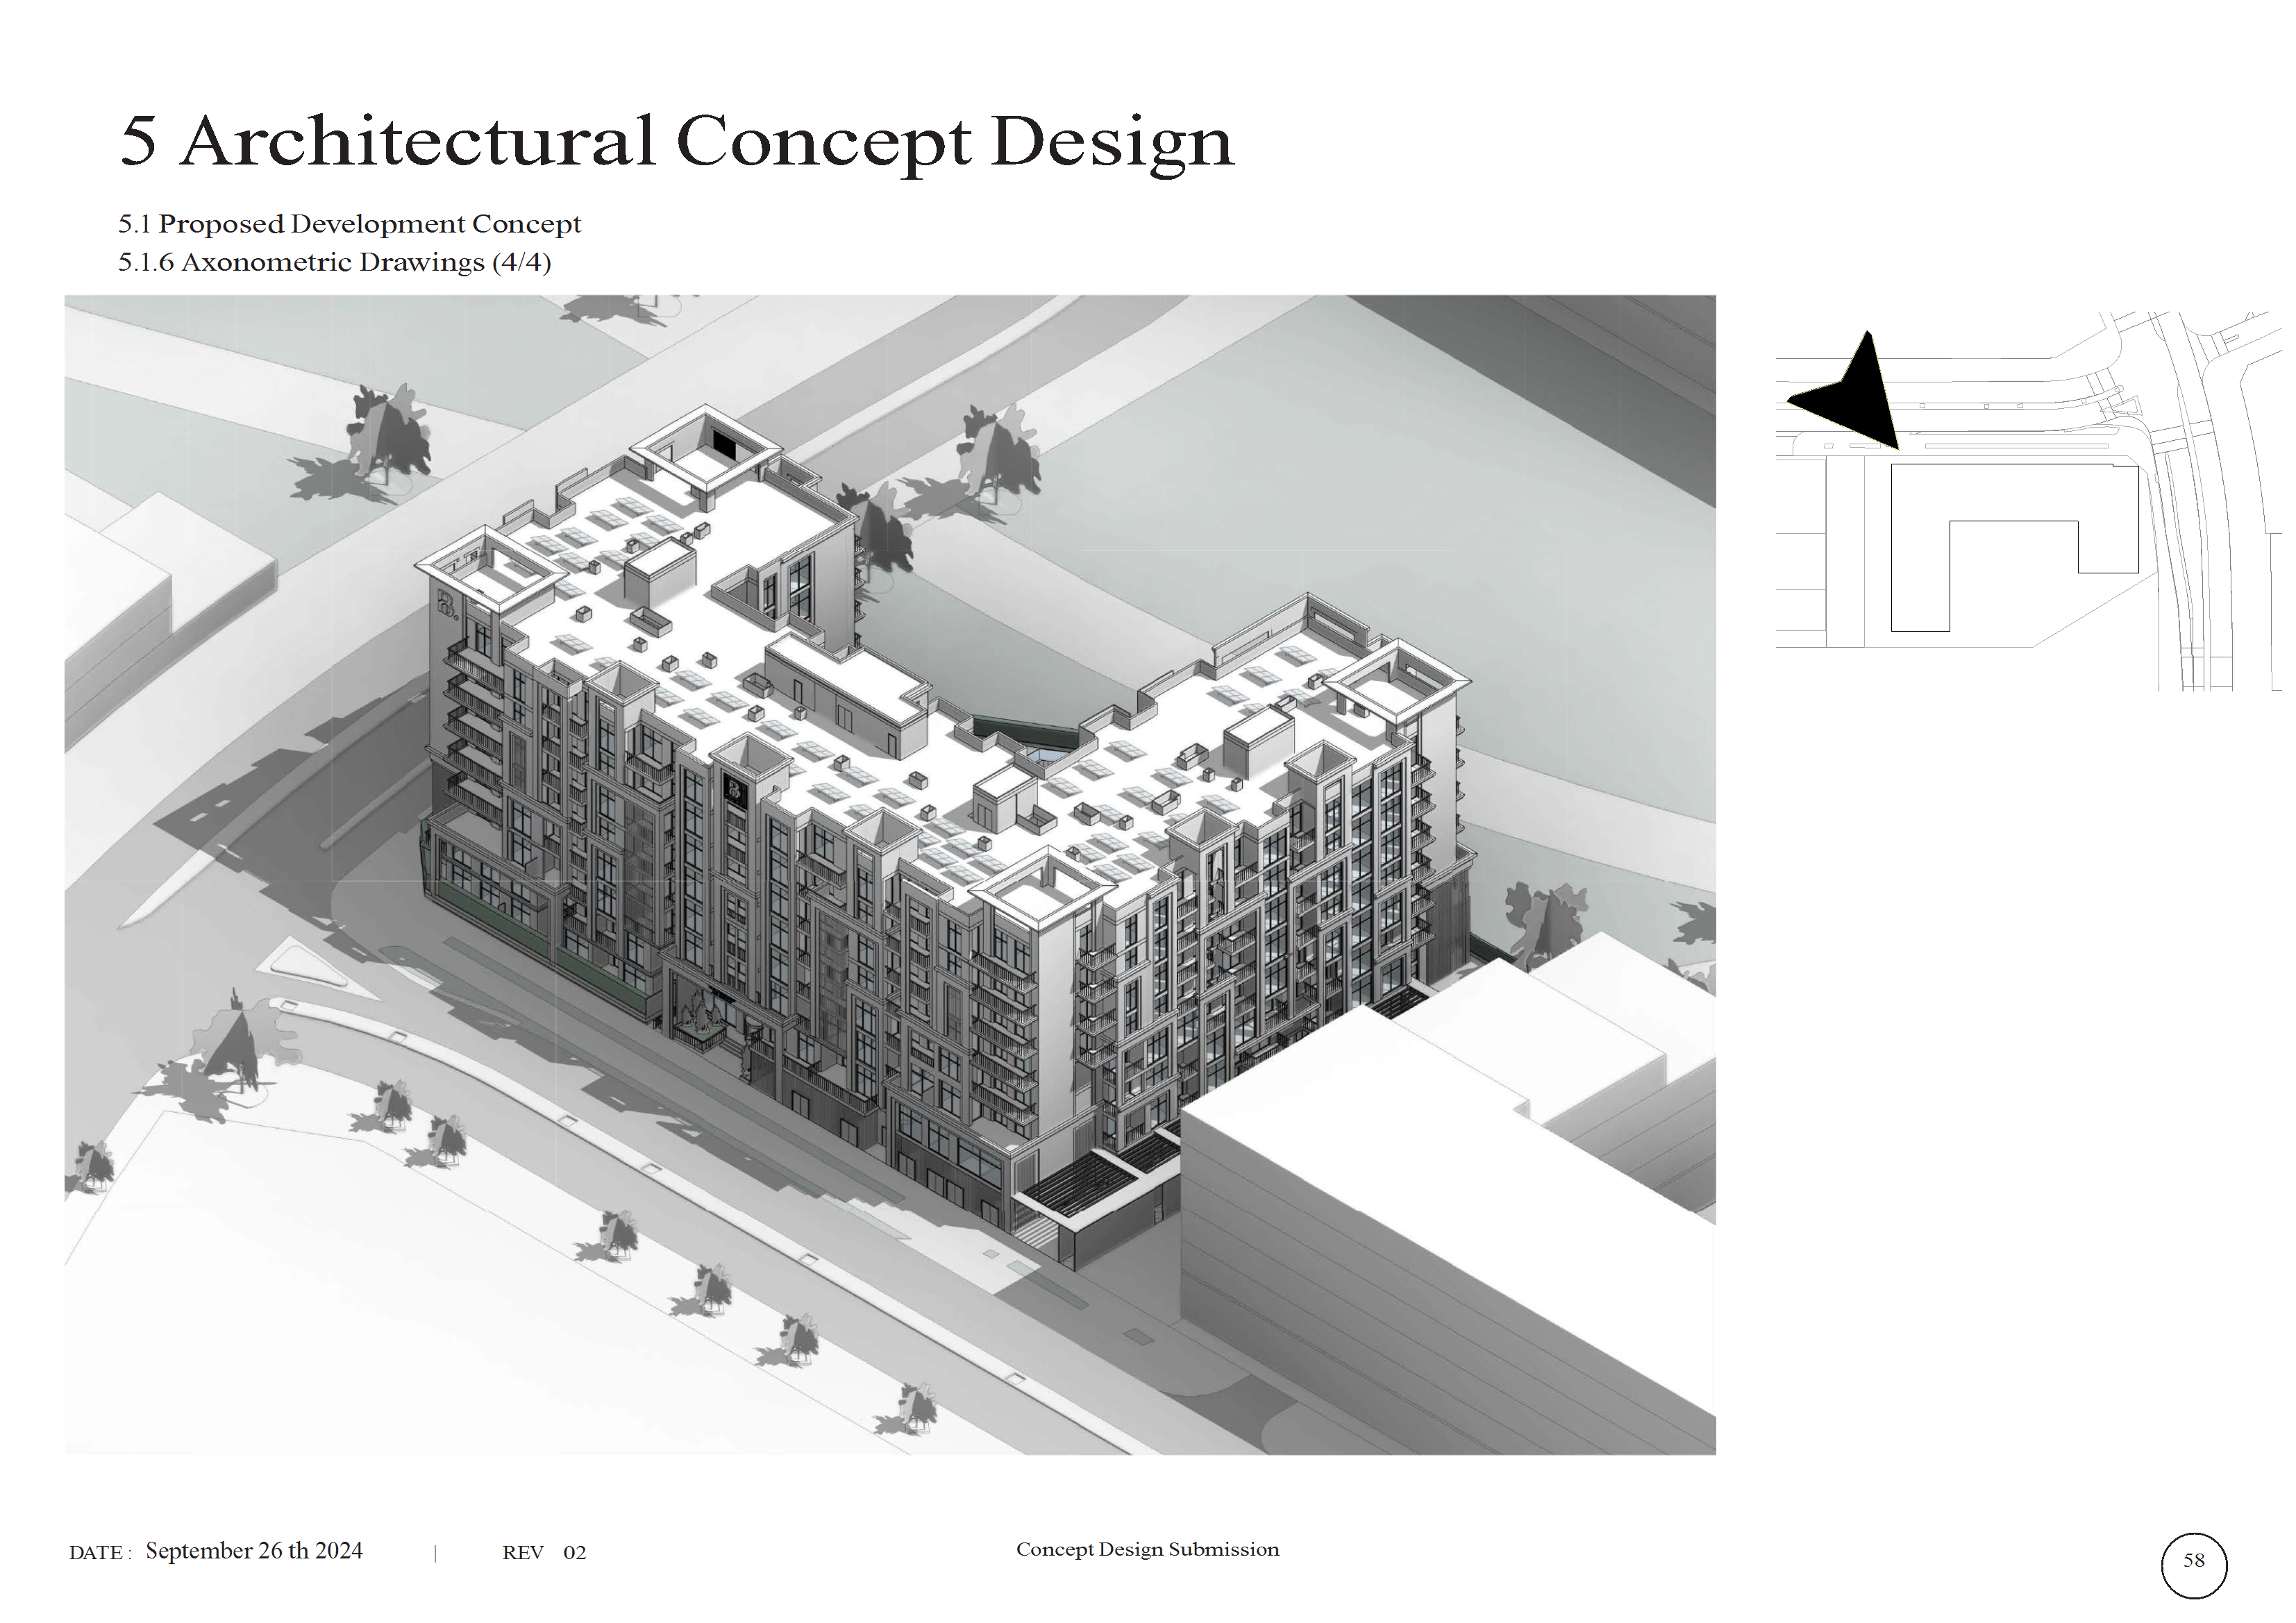 5 Architectural Concept Design
5.1 Proposed Development Concept
5.1.6 Axonometric Drawings (4/4)
B.
B
DATE : September 26 th 2024 | REV 02
Concept Design Submission
58